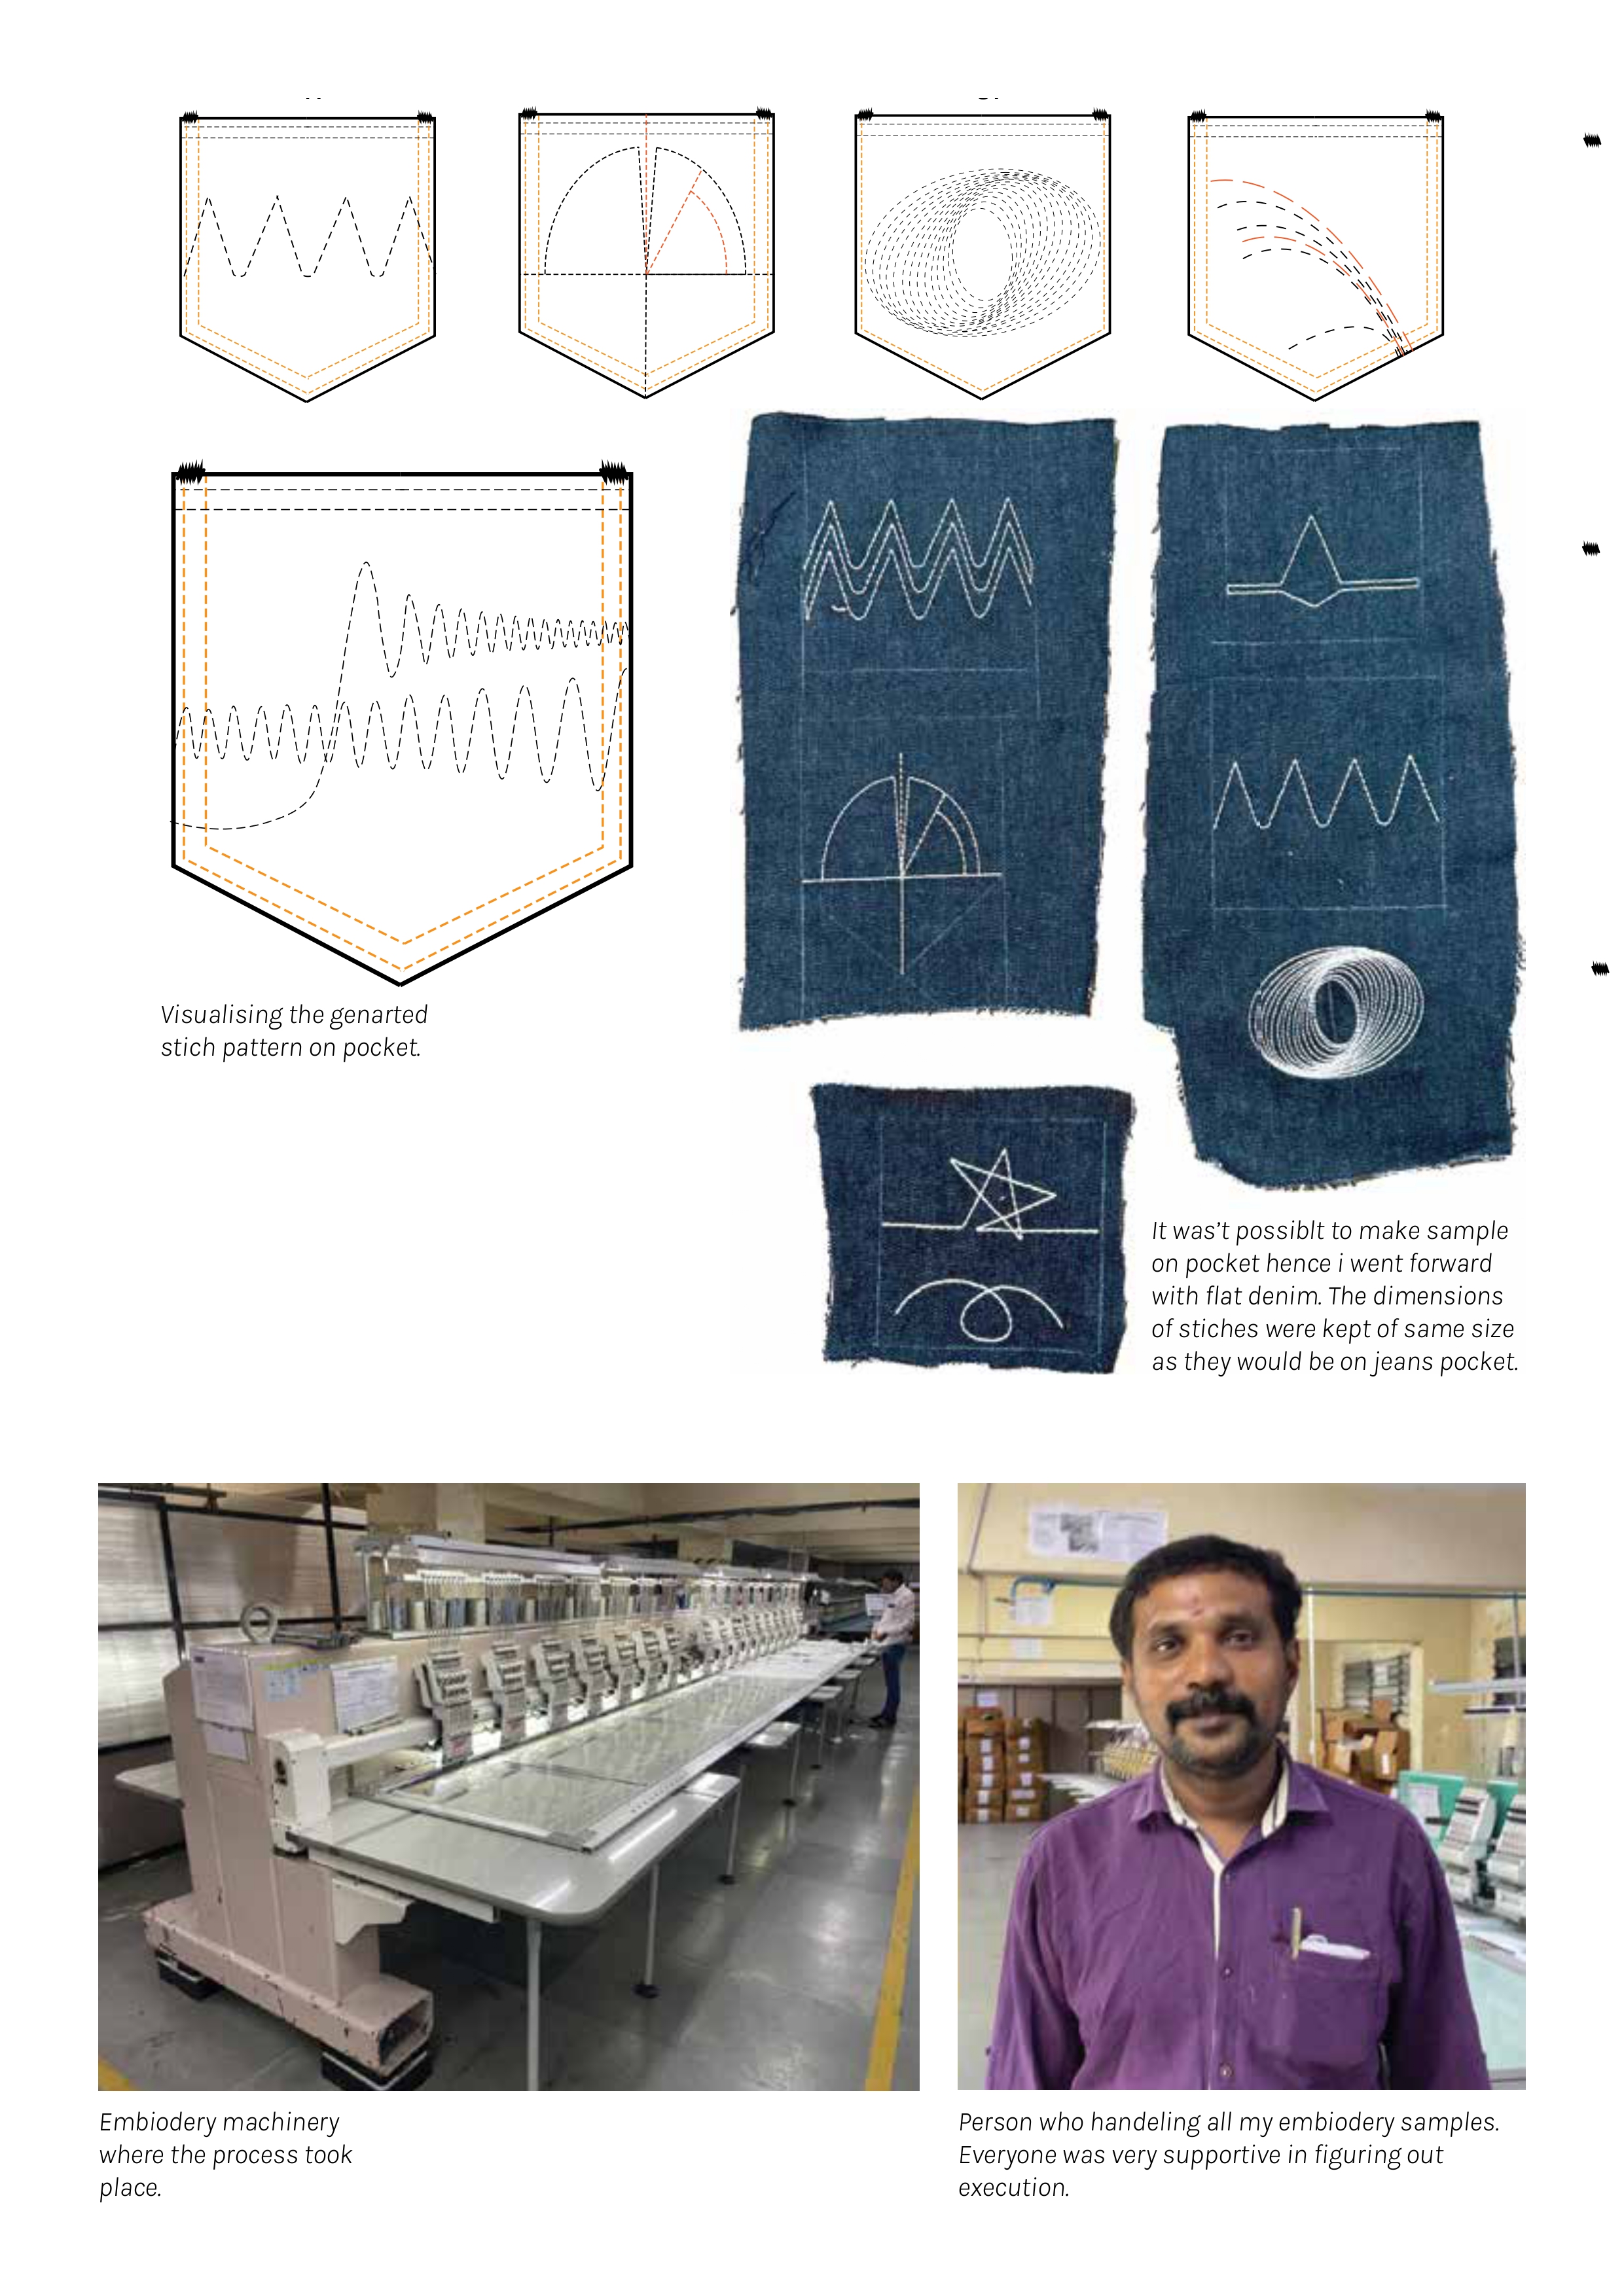 Visualising the genarted
stich pattern on pocket.
It was't possiblt to make sample
on pocket hence i went forward
with flat denim. The dimensions
of stiches were kept of same size
as they would be on jeans pocket.
Embiodery machinery
where the process took
place.
Person who handeling all my embiodery samples.
Everyone was very supportive in figuring out
execution.